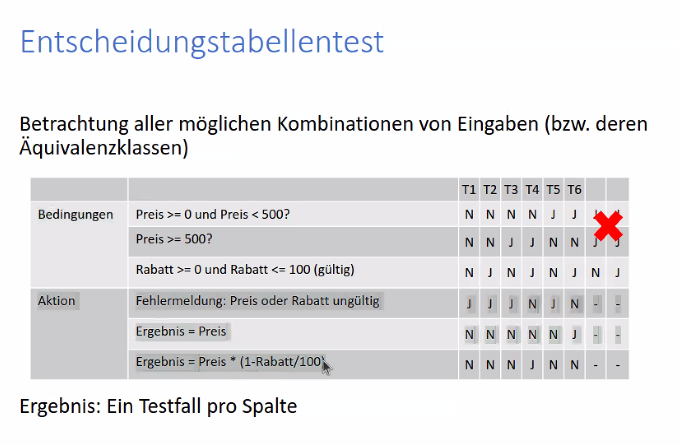 Entscheidungstabellentest
Betrachtung aller möglichen Kombinationen von Eingaben (bzw. deren
Äquivalenzklassen)
T1 T2 T3 T4 T5 T6
Bedingungen Preis >= 0 und Preis < 500? N N N N J J J J
Preis >= 500? N N J J N N J J
Rabatt >= 0 und Rabatt <= 100 (gültig) N J N J N J N J
Aktion Fehlermeldung: Preis oder Rabatt ungültig J J J N J N - -
Ergebnis = Preis N N N N N J - -
Ergebnis = Preis * (1-Rabatt/100) N N N J N N - -
Ergebnis: Ein Testfall pro Spalte